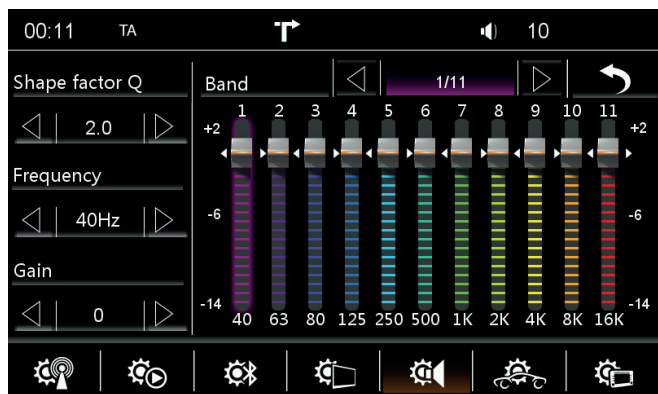 00:11 TA 10
Shape factor Q Band 1/11
1 2 3 4 5 6 7 8 9 10 11
+2 +2
2.0
Frequency
40Hz
-6 -6
Gain
0
-14 -14
40 63 80 125 250 500 1K 2K 4K 8K 16K